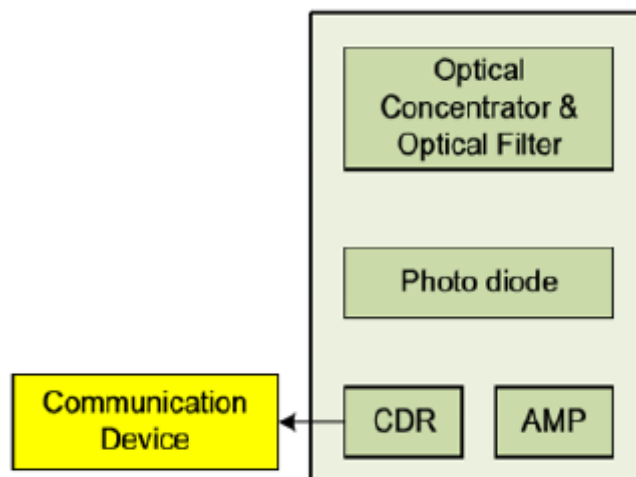 Optical
Concentrator &
Optical Filter
Photo diode
Communication
Device
CDR
AMP